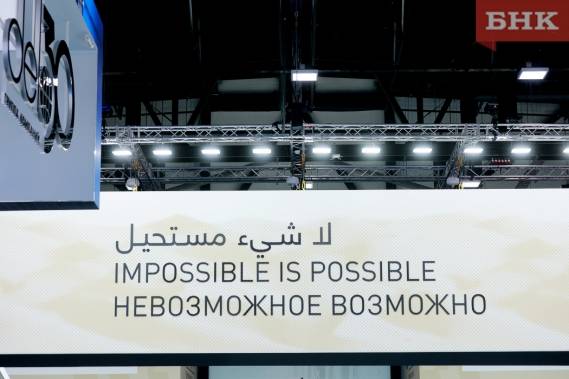 БНК
لا شيء مستحيل
IMPOSSIBLE IS POSSIBLE
НЕВОЗМОЖНОЕ ВОЗМОЖНО